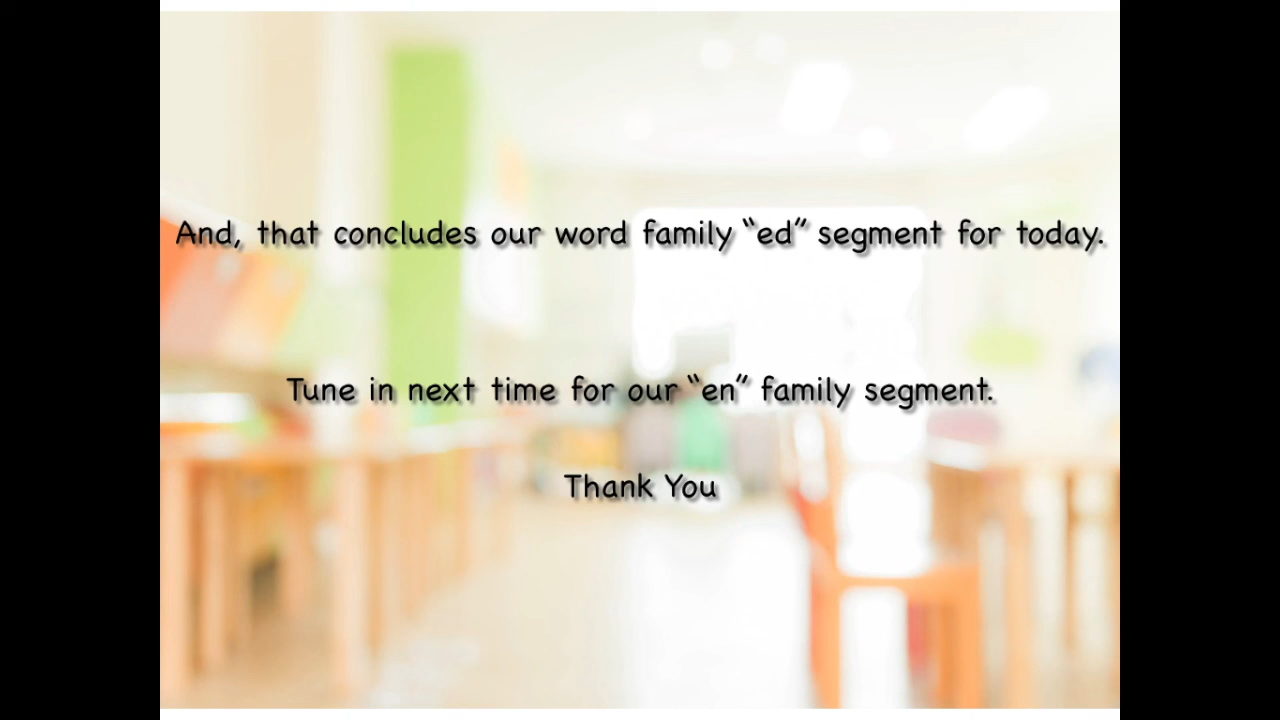 And, that concludes our word family “ed” segment for today.
Tune in next time for our “en” family segment.
Thank You